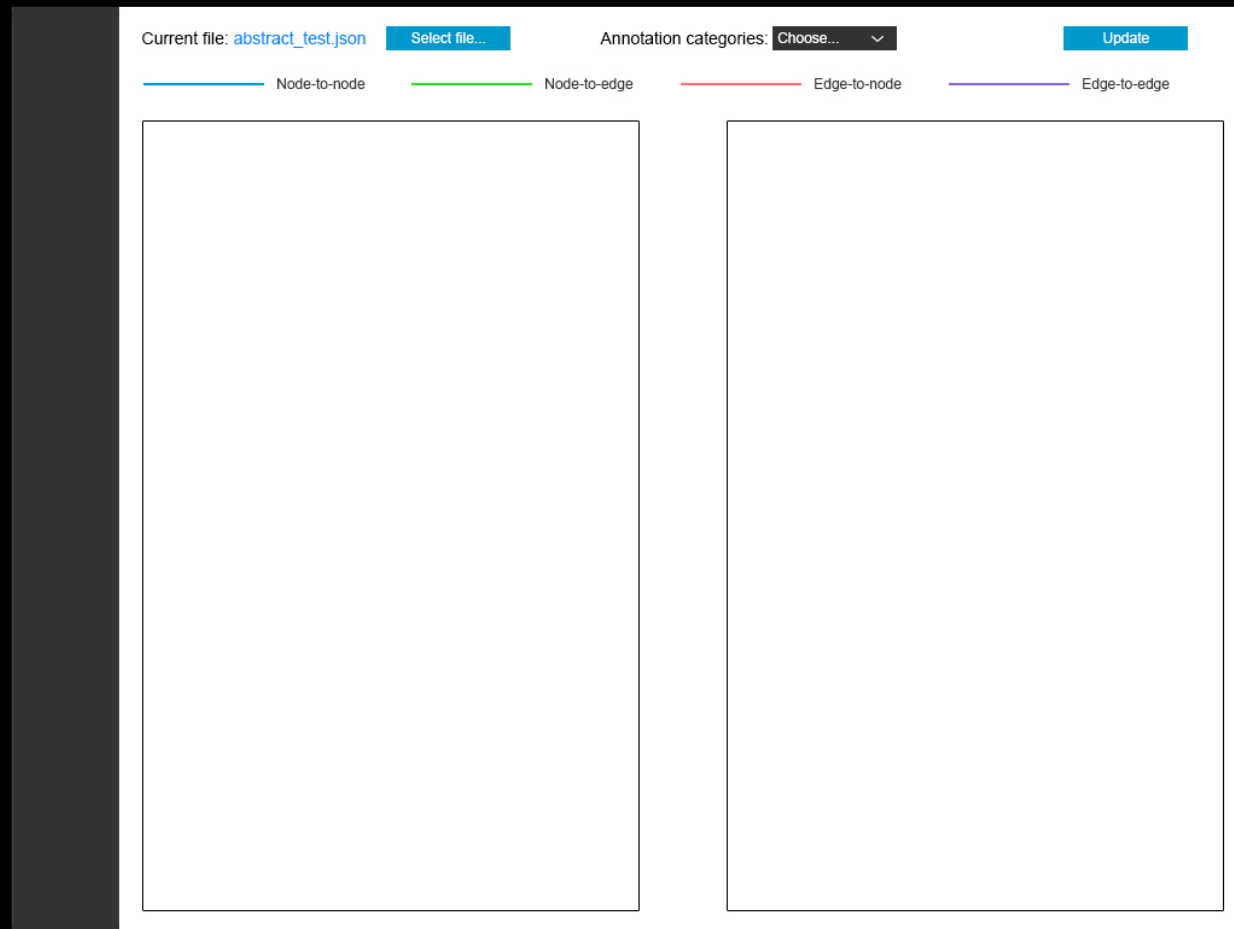 Current file: abstract_test.json Select file... Annotation categories: Choose... Update
Node-to-node Node-to-edge Edge-to-node Edge-to-edge